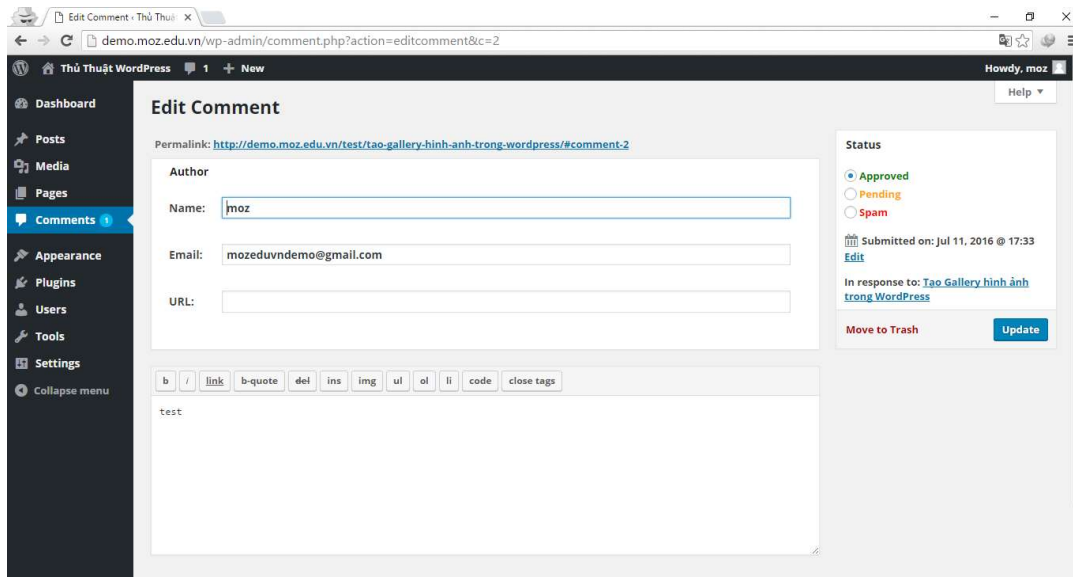 Edit Comment ‹ Thủ Thuậ
demo.moz.edu.vn/wp-admin/comment.php?action=editcomment&c=2
Thủ Thuật WordPress 1 + New
Howdy, moz
Help
Dashboard
Posts
Media
Pages
Comments 1
Appearance
Plugins
Users
Tools
Settings
Collapse menu
Edit Comment
Permalink: http://demo.moz.edu.vn/test/tao-gallery-hinh-anh-trong-wordpress/#comment-2
Author
Name: moz
Email: mozeduvndemo@gmail.com
URL:
b i link b-quote del ins img ul ol li code close tags
test
Status
Approved
Pending
Spam
Submitted on: Jul 11, 2016 @ 17:33
Edit
In response to: Tạo Gallery hình ảnh
trong WordPress
Move to Trash Update